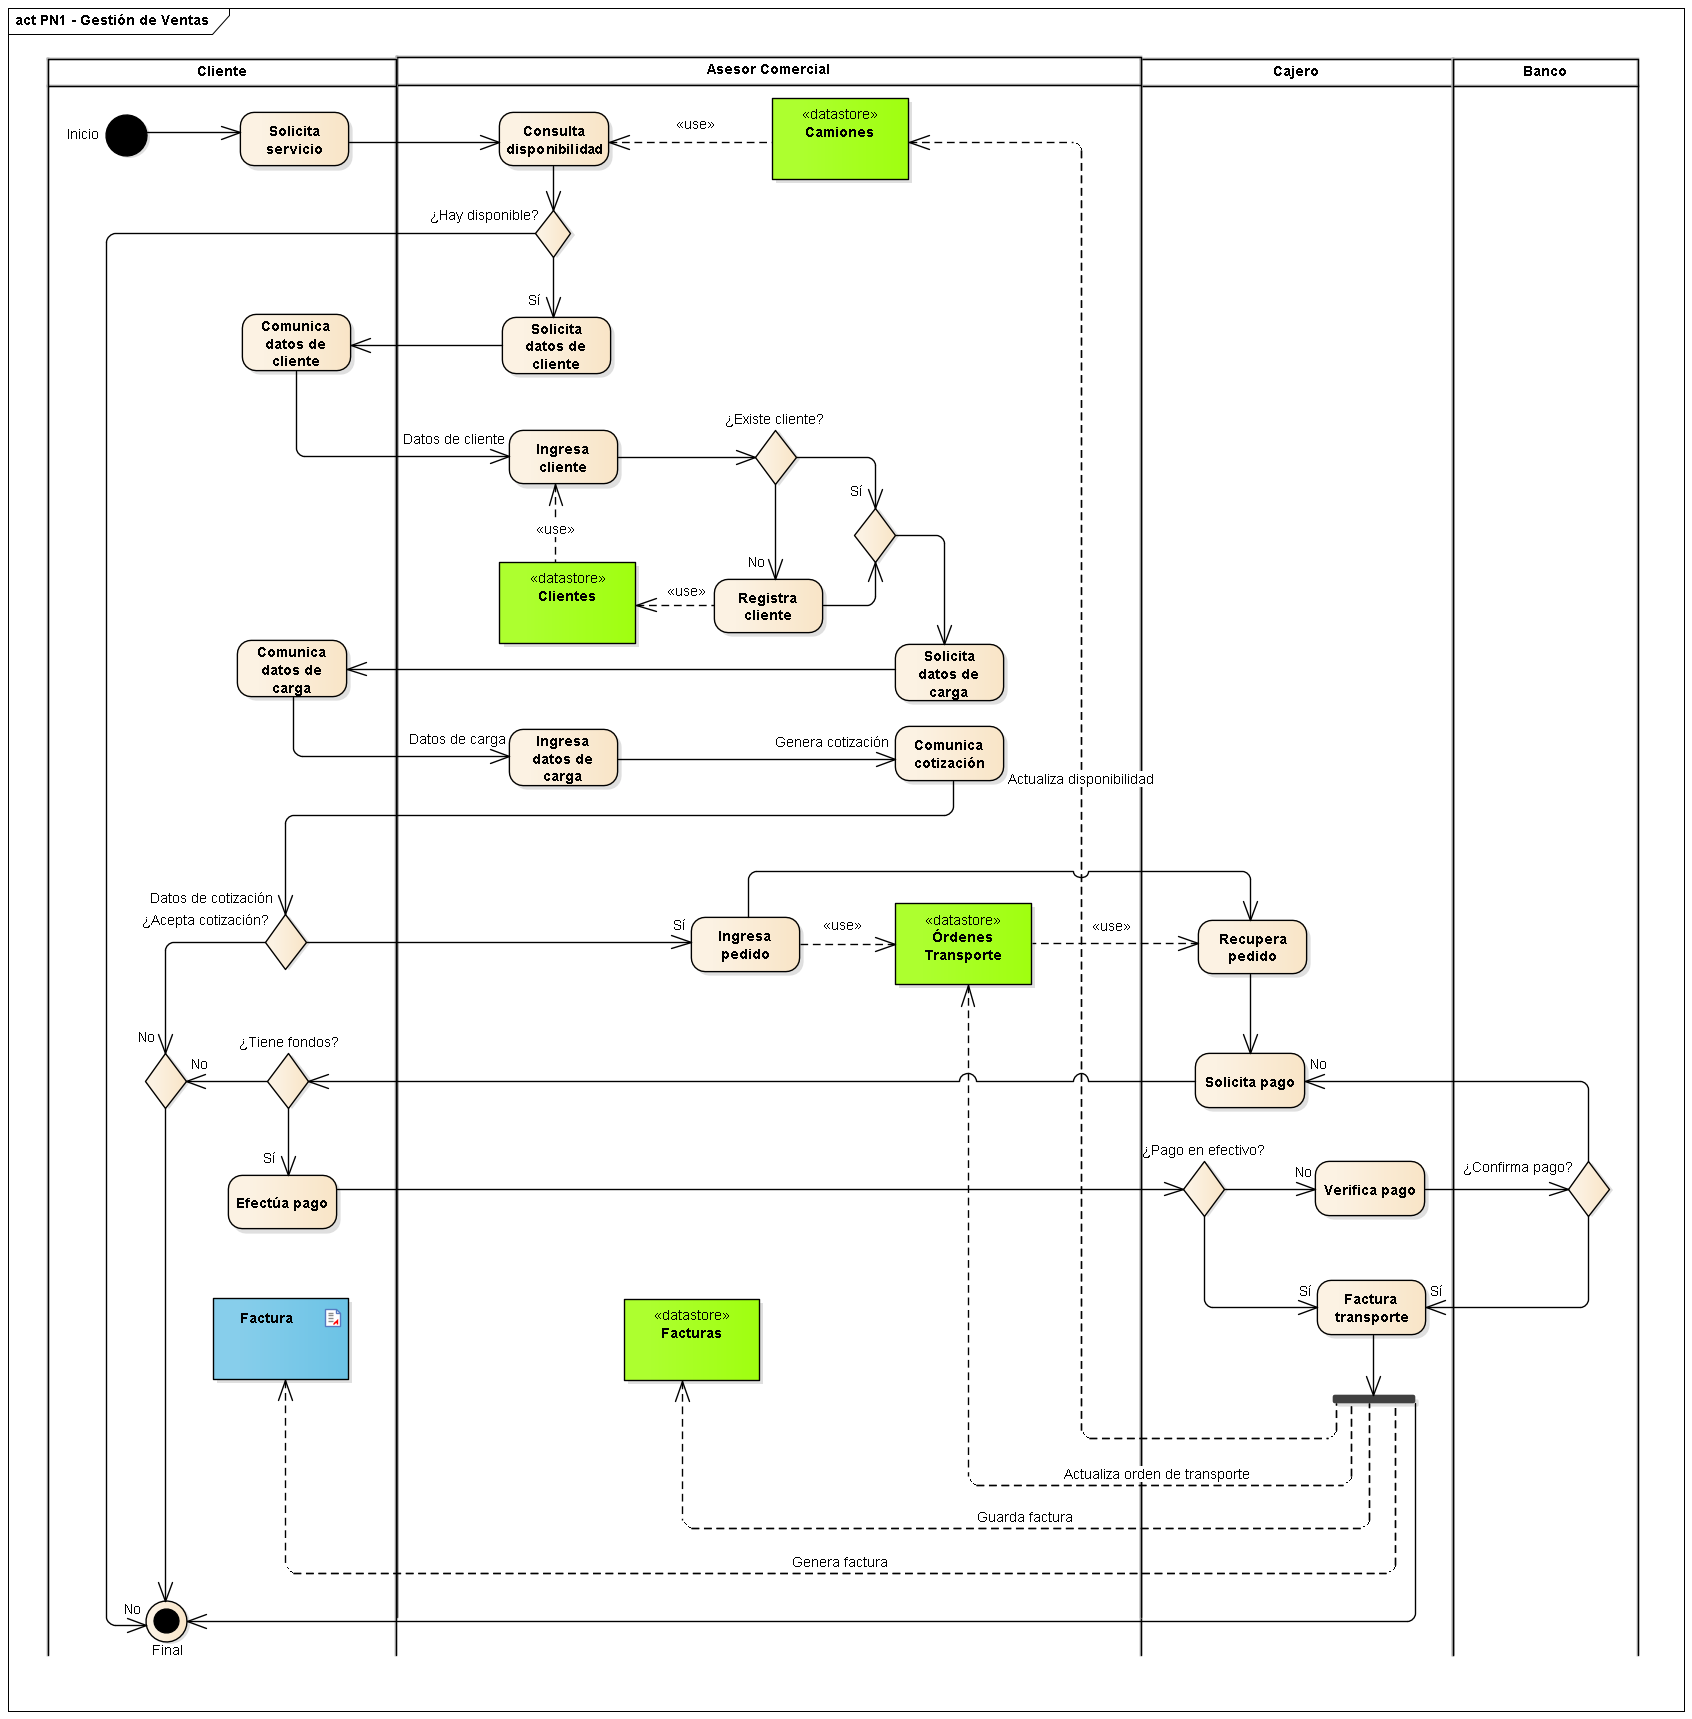 act PN1 - Gestión de Ventas
Cliente
Asesor Comercial
Cajero
Banco
Inicio
Solicita
servicio
Consulta
disponibilidad
«use»
«datastore»
Camiones
¿Hay disponible?
Sí
Comunica
datos de
cliente
Solicita
datos de
cliente
Datos de cliente
Ingresa
cliente
¿Existe cliente?
Sí
«use»
No
«datastore»
Clientes
«use»
Registra
cliente
Comunica
datos de
carga
Solicita
datos de
carga
Datos de carga
Ingresa
datos de
carga
Genera cotización
Comunica
cotización
Actualiza disponibilidad
Datos de cotización
¿Acepta cotización?
Sí
Ingresa
pedido
«use»
«datastore»
Órdenes
Transporte
«use»
Recupera
pedido
No
¿Tiene fondos?
No
Solicita pago
No
Sí
Efectúa pago
¿Pago en efectivo?
No
Verifica pago
¿Confirma pago?
Sí
Factura
transporte
Sí
Factura
«datastore»
Facturas
Actualiza orden de transporte
Guarda factura
Genera factura
No
Final